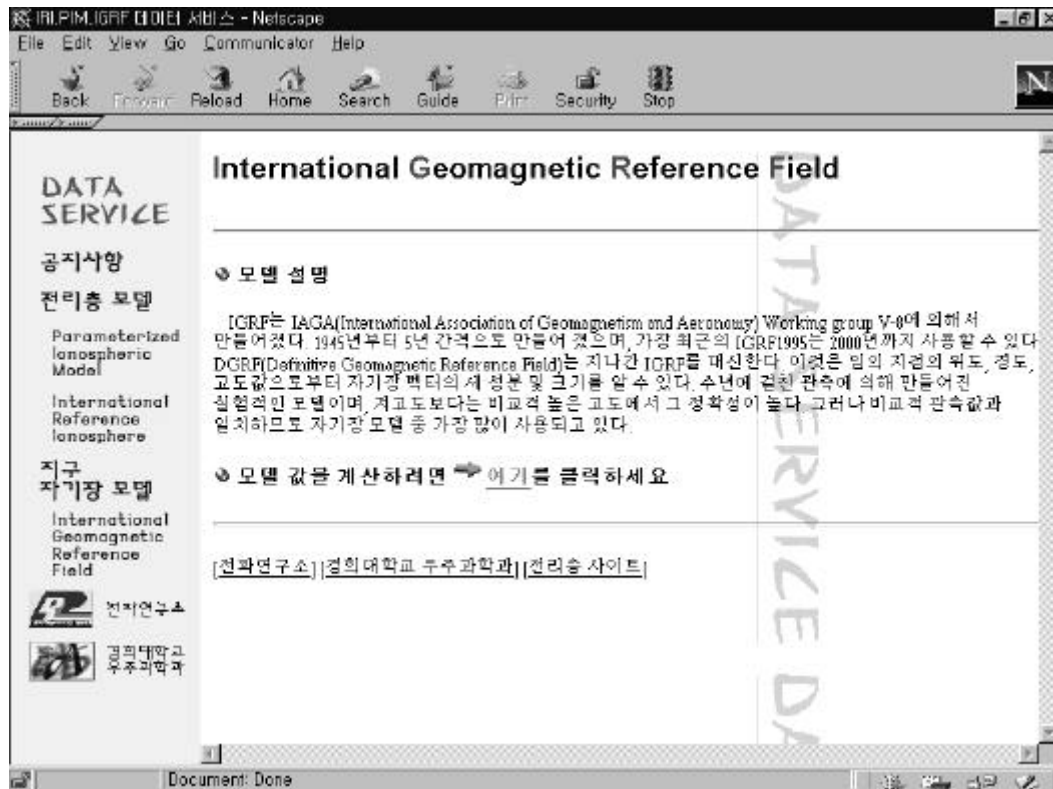 IRI.PIM.IGRF 데이터 서비스 - Netscape
File Edit View Go Communicator Help
Back Forward Reload Home Search Guide Print Security Stop
N
DATA
SERVICE
공지사항
전리층 모델
Parameterized
Ionospheric
Model
International
Reference
Ionosphere
지구
자기장 모델
International
Geomagnetic
Reference
Field
전파연구소
경희대학교
우주과학과
International Geomagnetic Reference Field
모델 설명
IGRF는 IAGA(International Association of Geomagnetism and Aeronomy) Working group V-8에 의해서
만들어졌다. 1945년부터 5년 간격으로 만들어 졌으며, 가장 최근의 IGRF1995는 2000년까지 사용할 수 있다
DGRF(Definitive Geomagnetic Reference Field)는 지나간 IGRF를 대신한다. 이것은 임의 지점의 위도, 경도,
고도값으로부터 자기장 벡터의 세 성분 및 크기를 알 수 있다. 수년에 걸친 관측에 의해 만들어진
실험적인 모델이며, 저고도보다는 비교적 높은 고도에서 그 정확성이 높다. 그러나 비교적 관측값과
일치하므로 자기장 모델 중 가장 많이 사용되고 있다.
모델 값을 계산하려면 여기를 클릭하세요
[전파연구소] [경희대학교 우주과학과] [전리층 사이트]
DATA SERVICE DA
Document: Done